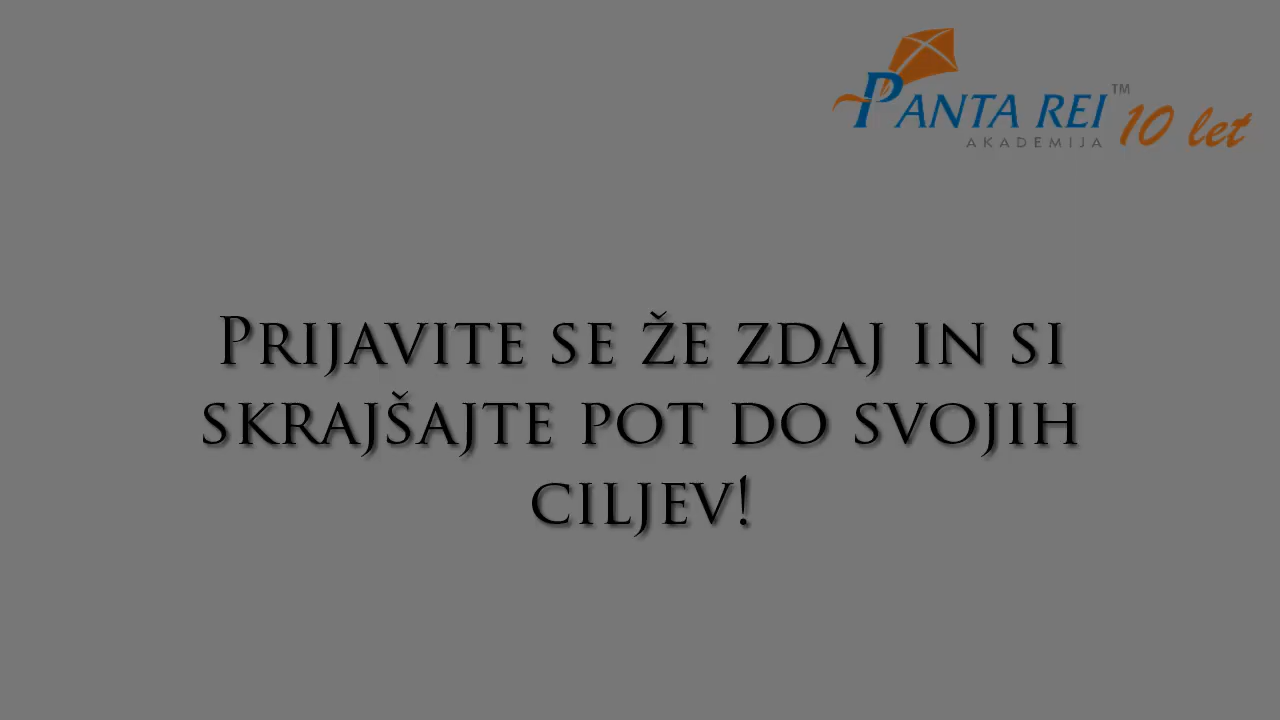 PANTA REI™ 10 let
AKADEMIJA
Prijavite se že zdaj in si
skrajšajte pot do svojih
ciljev!